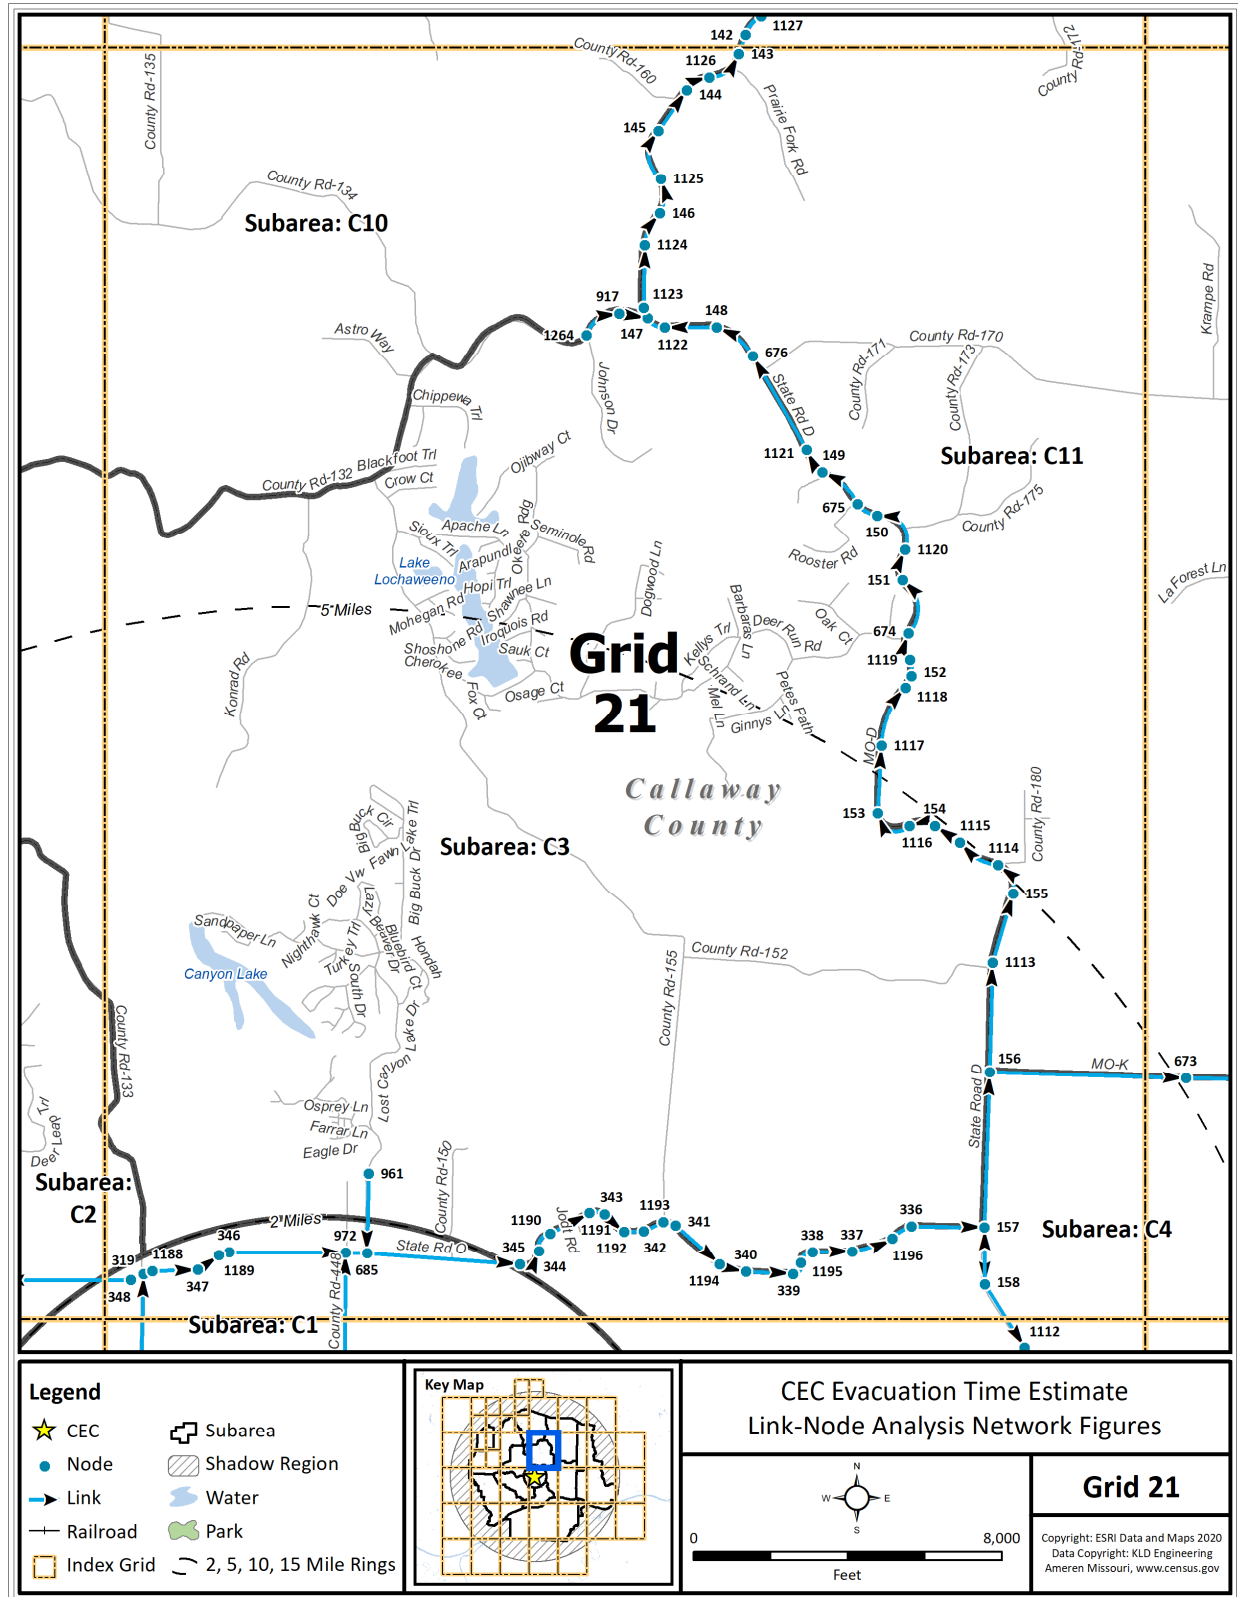 1127
142
143
County Rd-160
1126
144
County Rd-172
County Rd-135
Prairie Fork Rd
145
1125
County Rd-134
146
Subarea: C10
1124
Krampe Rd
917
1123
148
1264
147
1122
Astro Way
676
County Rd-170
County Rd-171
County Rd-173
Johnson Dr
State Rd D
Chippewa Trl
1121
149
Subarea: C11
Ojibway Ct
Blackfoot Trl
County Rd-132
Crow Ct
675
150
County Rd-175
Apache Ln
Sioux Trl
Okeere Rdg
Seminole Rd
1120
Rooster Rd
Arapundl
Lake
Lochaweeno
Hopi Trl
Shawnee Ln
Dogwood Ln
151
La Forest Ln
5 Miles
Mohegan Rd
Iroquois Rd
Barbaras Ln
Deer Run Rd
Oak Ct
674
Shoshone Rd
Sauk Ct
Cherokee
Kellys Trl
1119
152
Grid
21
Schrand Ln
1118
Konrad Rd
Fox Ct
Osage Ct
Mel Ln
Ginnys Ln
Petes Path
MO-D
1117
Callaway
County
153
154
1116
1115
1114
County Rd-180
Big Buck Cir
Lake Trl
Fawn L
Subarea: C3
Doe Vw
Big Buck Dr
155
Lazy Beaver Dr
Sandpaper Ln
Nighthawk Ct
Turkey Trl
Bluebird Ct
Hondah
County Rd-152
1113
Canyon Lake
South Dr
County Rd-155
County Rd-133
Lost Canyon Lake Dr
156
MO-K
673
State Road D
Osprey Ln
Farrar Ln
Eagle Dr
Deer Leap Trl
County Rd-150
961
Subarea:
C2
2 Miles
343
1193
336
1190
1191
341
157
Jodt Rd
1192
342
338
337
1196
Subarea: C4
319
1188
346
972
State Rd O
345
344
340
348
347
1189
685
1194
339
1195
158
County Rd-448
Subarea: C1
1112
Legend
CEC
Node
Link
Railroad
Index Grid
Subarea
Shadow Region
Water
Park
2, 5, 10, 15 Mile Rings
Key Map
CEC Evacuation Time Estimate
Link-Node Analysis Network Figures
N
W
E
S
0
8,000
Feet
Grid 21
Copyright: ESRI Data and Maps 2020
Data Copyright: KLD Engineering
Ameren Missouri, www.census.gov